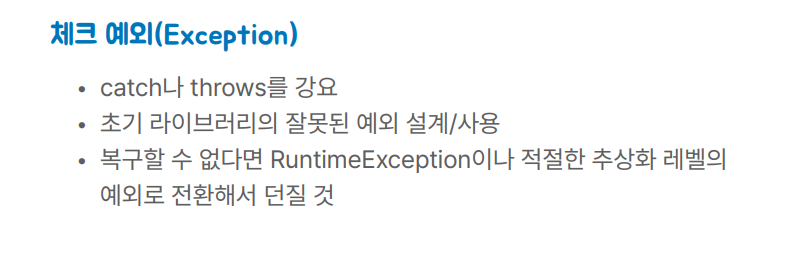 체크 예외(Exception)
• catch나 throws를 강요
• 초기 라이브러리의 잘못된 예외 설계/사용
• 복구할 수 없다면 RuntimeException이나 적절한 추상화 레벨의
예외로 전환해서 던질 것